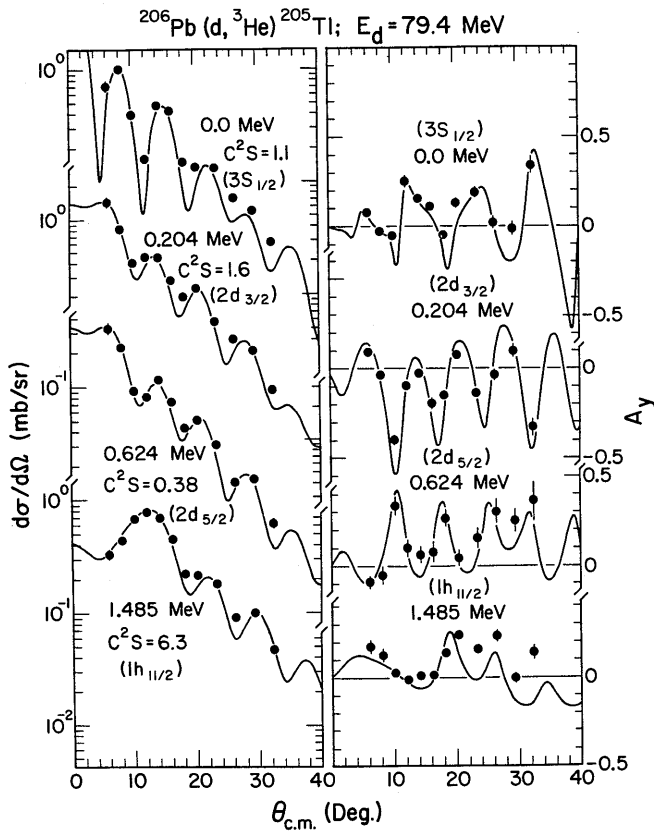 ²⁰⁶Pb (d, ³He) ²⁰⁵Tl; E_d = 79.4 MeV
10⁰
0.0 MeV
C²S = 1.1
(3S₁/₂)
10⁰
0.204 MeV
C²S = 1.6
(2d₃/₂)
10⁻¹
0.624 MeV
C²S = 0.38
(2d₅/₂)
10⁰
10⁻¹
1.485 MeV
C²S = 6.3
(1h₁₁/₂)
10⁻²
dσ/dΩ (mb/sr)
0 10 20 30 40
(3S₁/₂)
0.0 MeV
0.5
0
-0.5
(2d₃/₂)
0.204 MeV
0
-0.5
(2d₅/₂)
0.624 MeV
0.5
0
(1h₁₁/₂)
1.485 MeV
0
-0.5
A_y
10 20 30 40
θ_c.m. (Deg.)